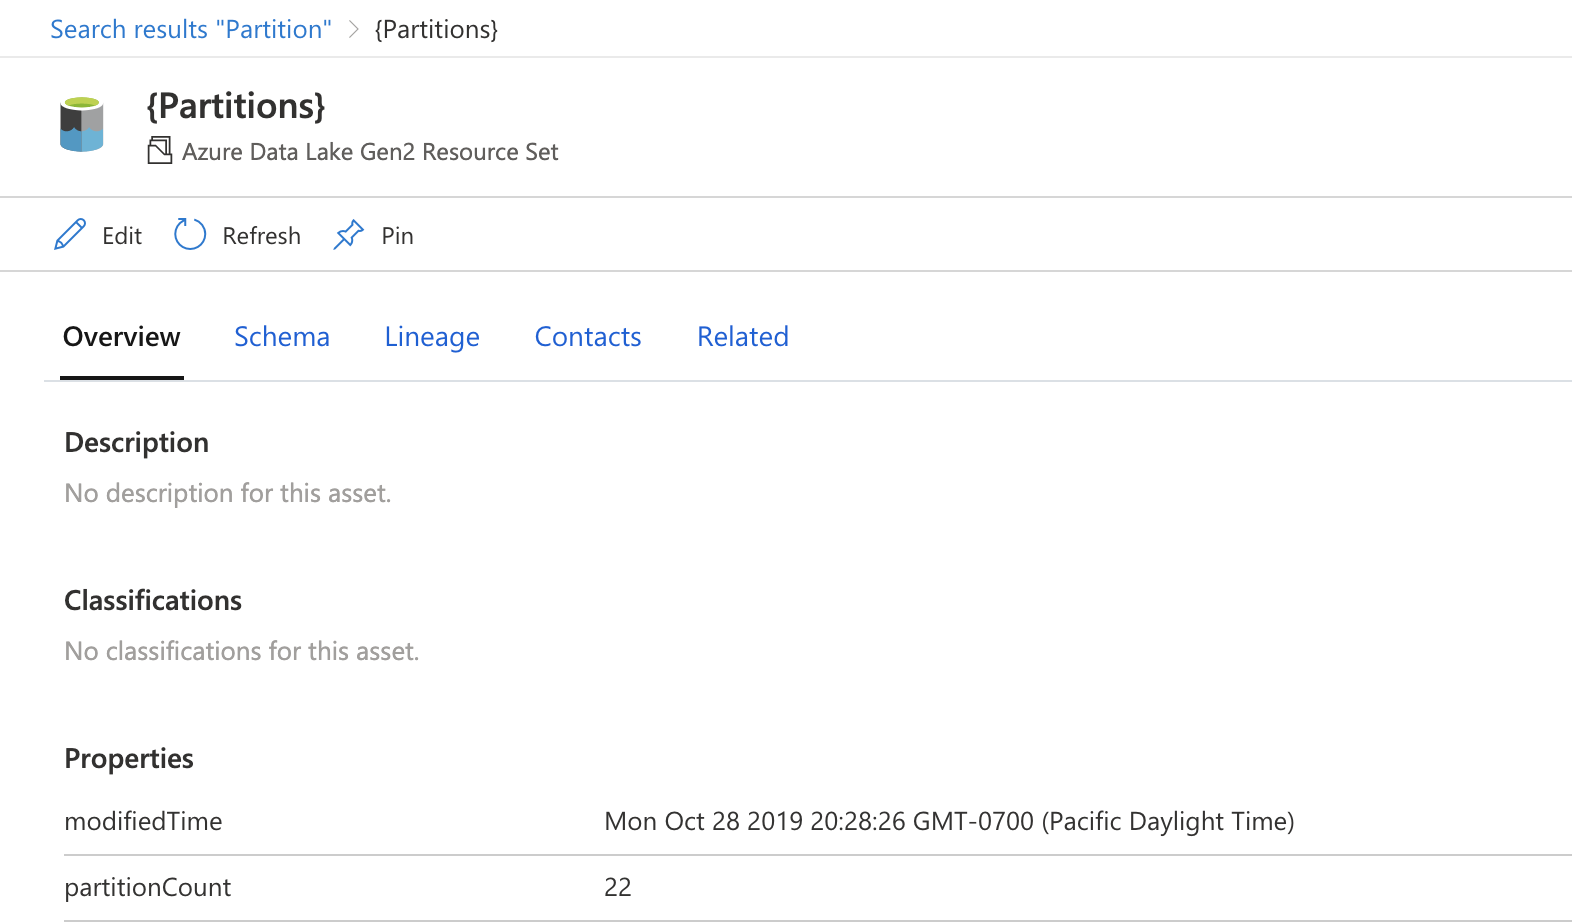 Search results "Partition" > {Partitions}
{Partitions}
Azure Data Lake Gen2 Resource Set
Edit Refresh Pin
Overview Schema Lineage Contacts Related
Description
No description for this asset.
Classifications
No classifications for this asset.
Properties
modifiedTime Mon Oct 28 2019 20:28:26 GMT-0700 (Pacific Daylight Time)
partitionCount 22